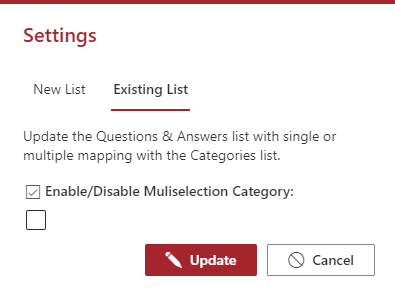 Settings
New List Existing List
Update the Questions & Answers list with single or
multiple mapping with the Categories list.
Enable/Disable Muliselection Category:
Update Cancel